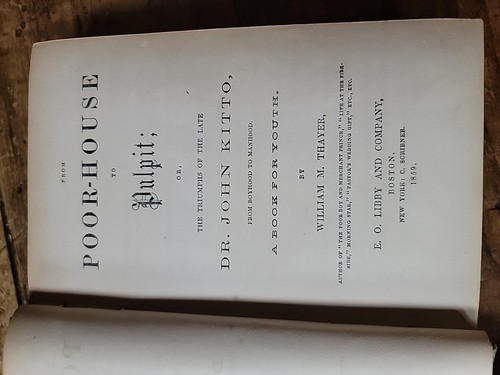 FROM
POOR-HOUSE
TO
Pulpit;
OR,
THE TRIUMPHS OF THE LATE
DR. JOHN KITTO,
FROM BOYHOOD TO MANHOOD.
A BOOK FOR YOUTH.
BY
WILLIAM M. THAYER,
AUTHOR OF "THE POOR BOY AND MERCHANT PRINCE," "LIFE AT THE FIRE-
SIDE," "MORNING STAR," "PASTOR'S WEDDING GIFT," ETC., ETC.
E. O. LIBBY AND COMPANY,
BOSTON.
NEW YORK: C. SCRIBNER.
1859.